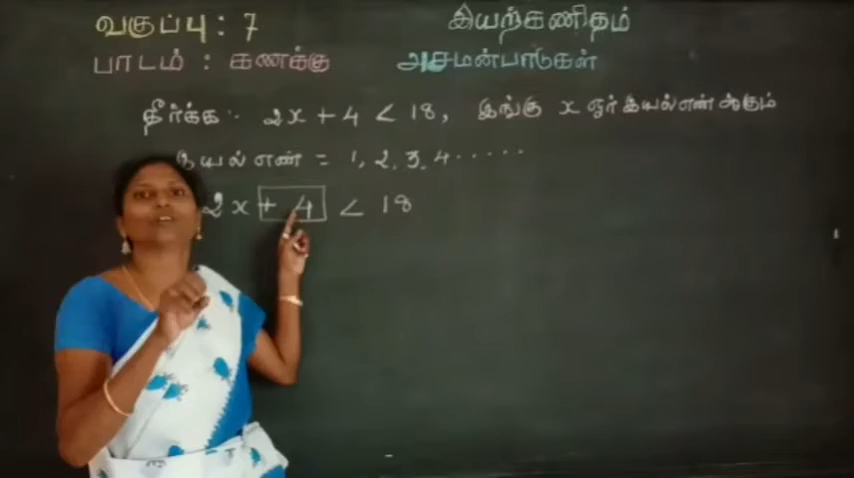 வகுப்பு : 7 இயற்கணிதம்
பாடம் : கணக்கு அசமன்பாடுகள்
தீர்க்க :- 2x + 4 < 18, இங்கு x ஓர் இயல் எண் ஆகும்
இயல் எண் = 1, 2, 3, 4 . . . . .
2x + 4 < 18